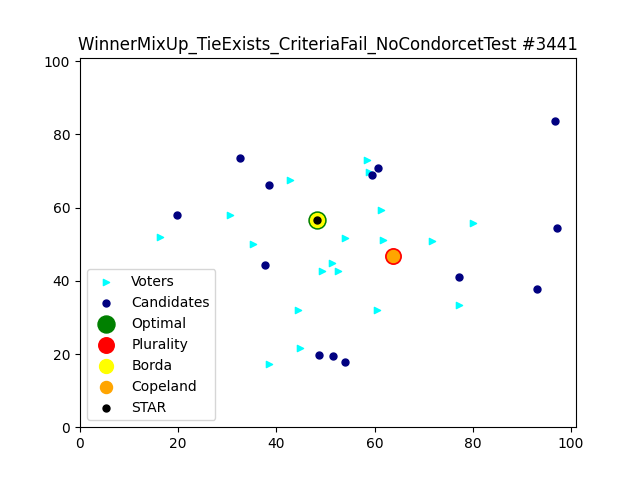 WinnerMixUp_TieExists_CriteriaFail_NoCondorcetTest #3441
100
80
60
40
20
0
Voters
Candidates
Optimal
Plurality
Borda
Copeland
STAR
0 20 40 60 80 100